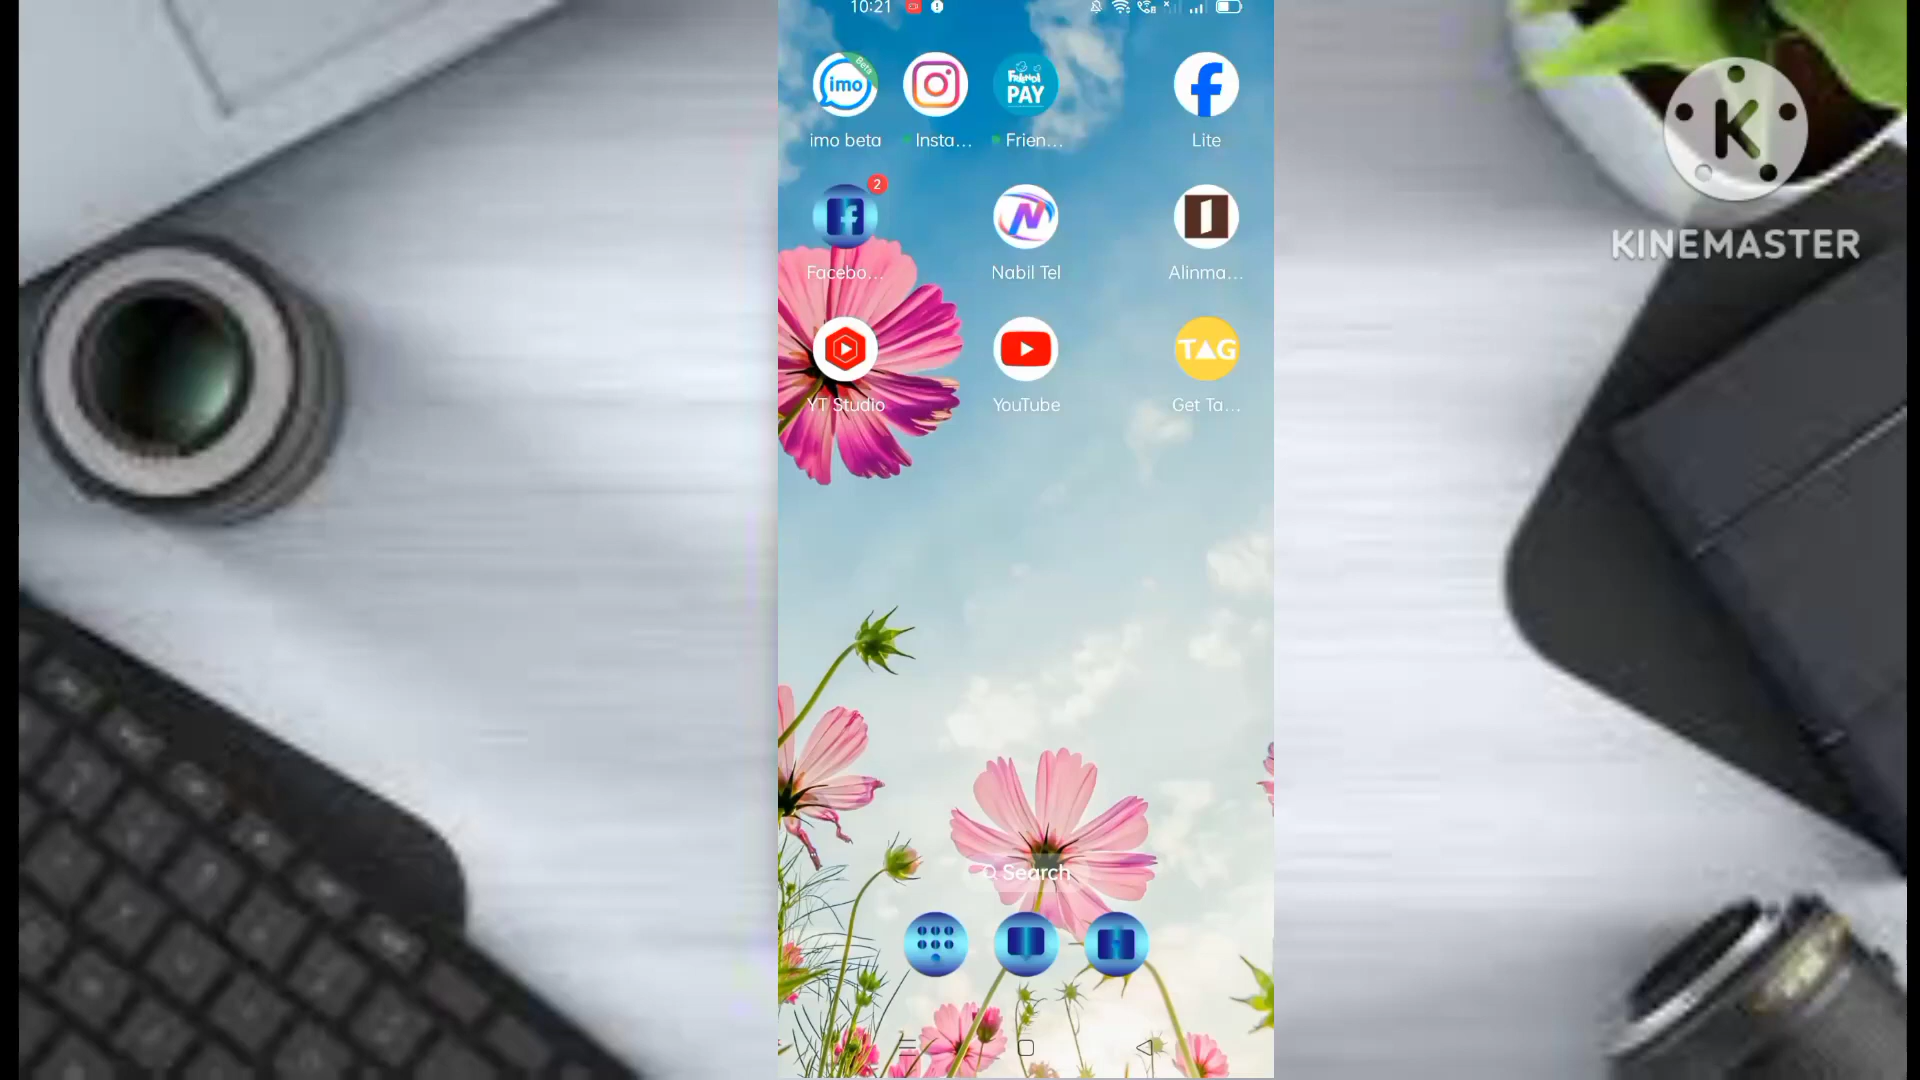 10:21
imo
Beta
FRiENDi
PAY
imo beta
Insta...
Frien...
Lite
2
Facebo...
Nabil Tel
Alinma...
TAG
YT Studio
YouTube
Get Ta...
Search
K
KINEMASTER